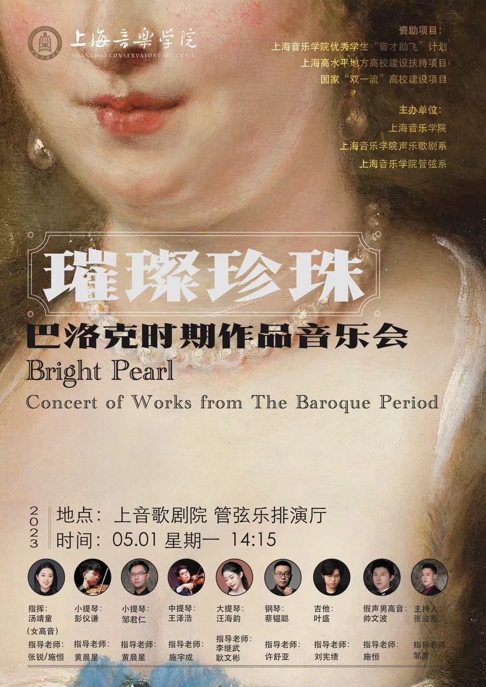 上海音樂学院
SHANGHAI CONSERVATORY OF MUSIC
资助项目：
上海音乐学院优秀学生“音才助飞”计划
上海高水平地方高校建设扶持项目
国家“双一流”高校建设项目
主办单位：
上海音乐学院
上海音乐学院声乐歌剧系
上海音乐学院管弦系
璀璨珍珠
巴洛克时期作品音乐会
Bright Pearl
Concert of Works from The Baroque Period
2023
地点：上音歌剧院 管弦乐排演厅
时间：05.01 星期一 14:15
指挥：
汤靖童
(女高音)
指导老师：
张锐/施恒
小提琴：
彭仪谦
指导老师：
黄晨星
小提琴：
邹君仁
指导老师：
黄晨星
中提琴：
王泽浩
指导老师：
施宇成
大提琴：
汪海韵
指导老师：
李继武
耿文彬
钢琴：
蔡韫聪
指导老师：
许舒亚
吉他：
叶盛
指导老师：
刘宪绩
假声男高音：
帅文波
指导老师：
施恒
主持人：
指导老师：